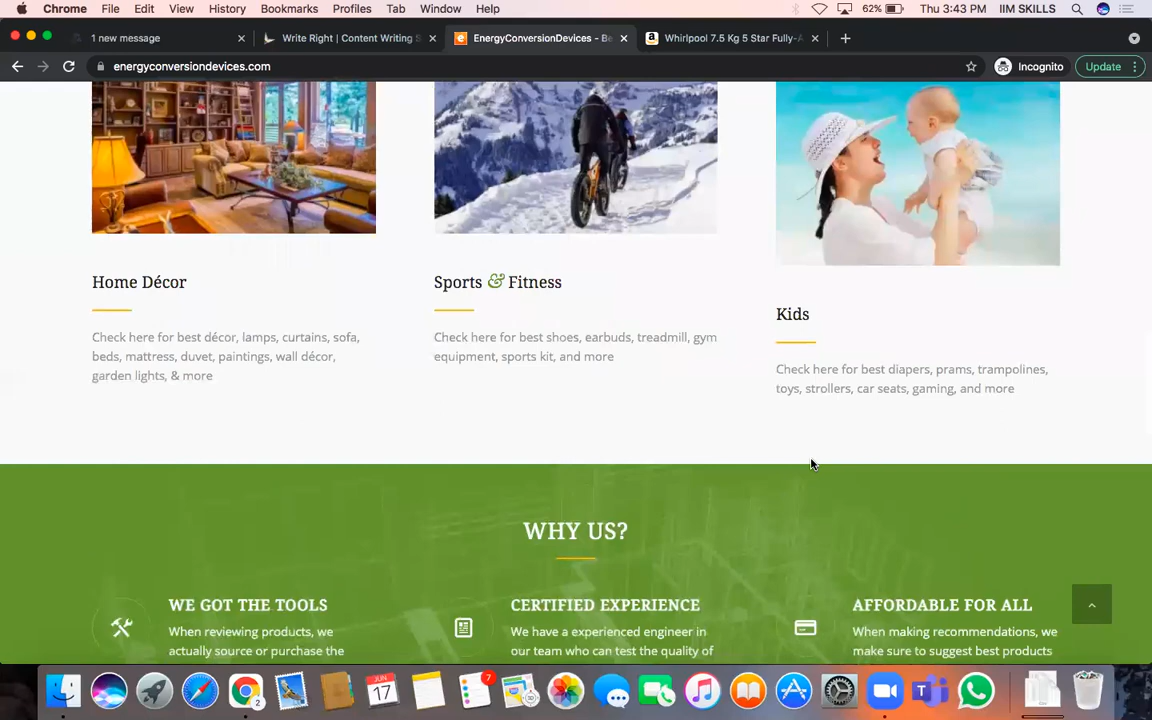 Chrome File Edit View History Bookmarks Profiles Tab Window Help 62% Thu 3:43 PM IIM SKILLS
1 new message Write Right | Content Writing S EnergyConversionDevices - Be Whirlpool 7.5 Kg 5 Star Fully-A
energyconversiondevices.com Incognito Update
Home Décor
Check here for best décor, lamps, curtains, sofa,
beds, mattress, duvet, paintings, wall décor,
garden lights, & more
Sports & Fitness
Check here for best shoes, earbuds, treadmill, gym
equipment, sports kit, and more
Kids
Check here for best diapers, prams, trampolines,
toys, strollers, car seats, gaming, and more
WHY US?
WE GOT THE TOOLS
When reviewing products, we
actually source or purchase the
CERTIFIED EXPERIENCE
We have a experienced engineer in
our team who can test the quality of
AFFORDABLE FOR ALL
When making recommendations, we
make sure to suggest best products
2
JUN
17
7